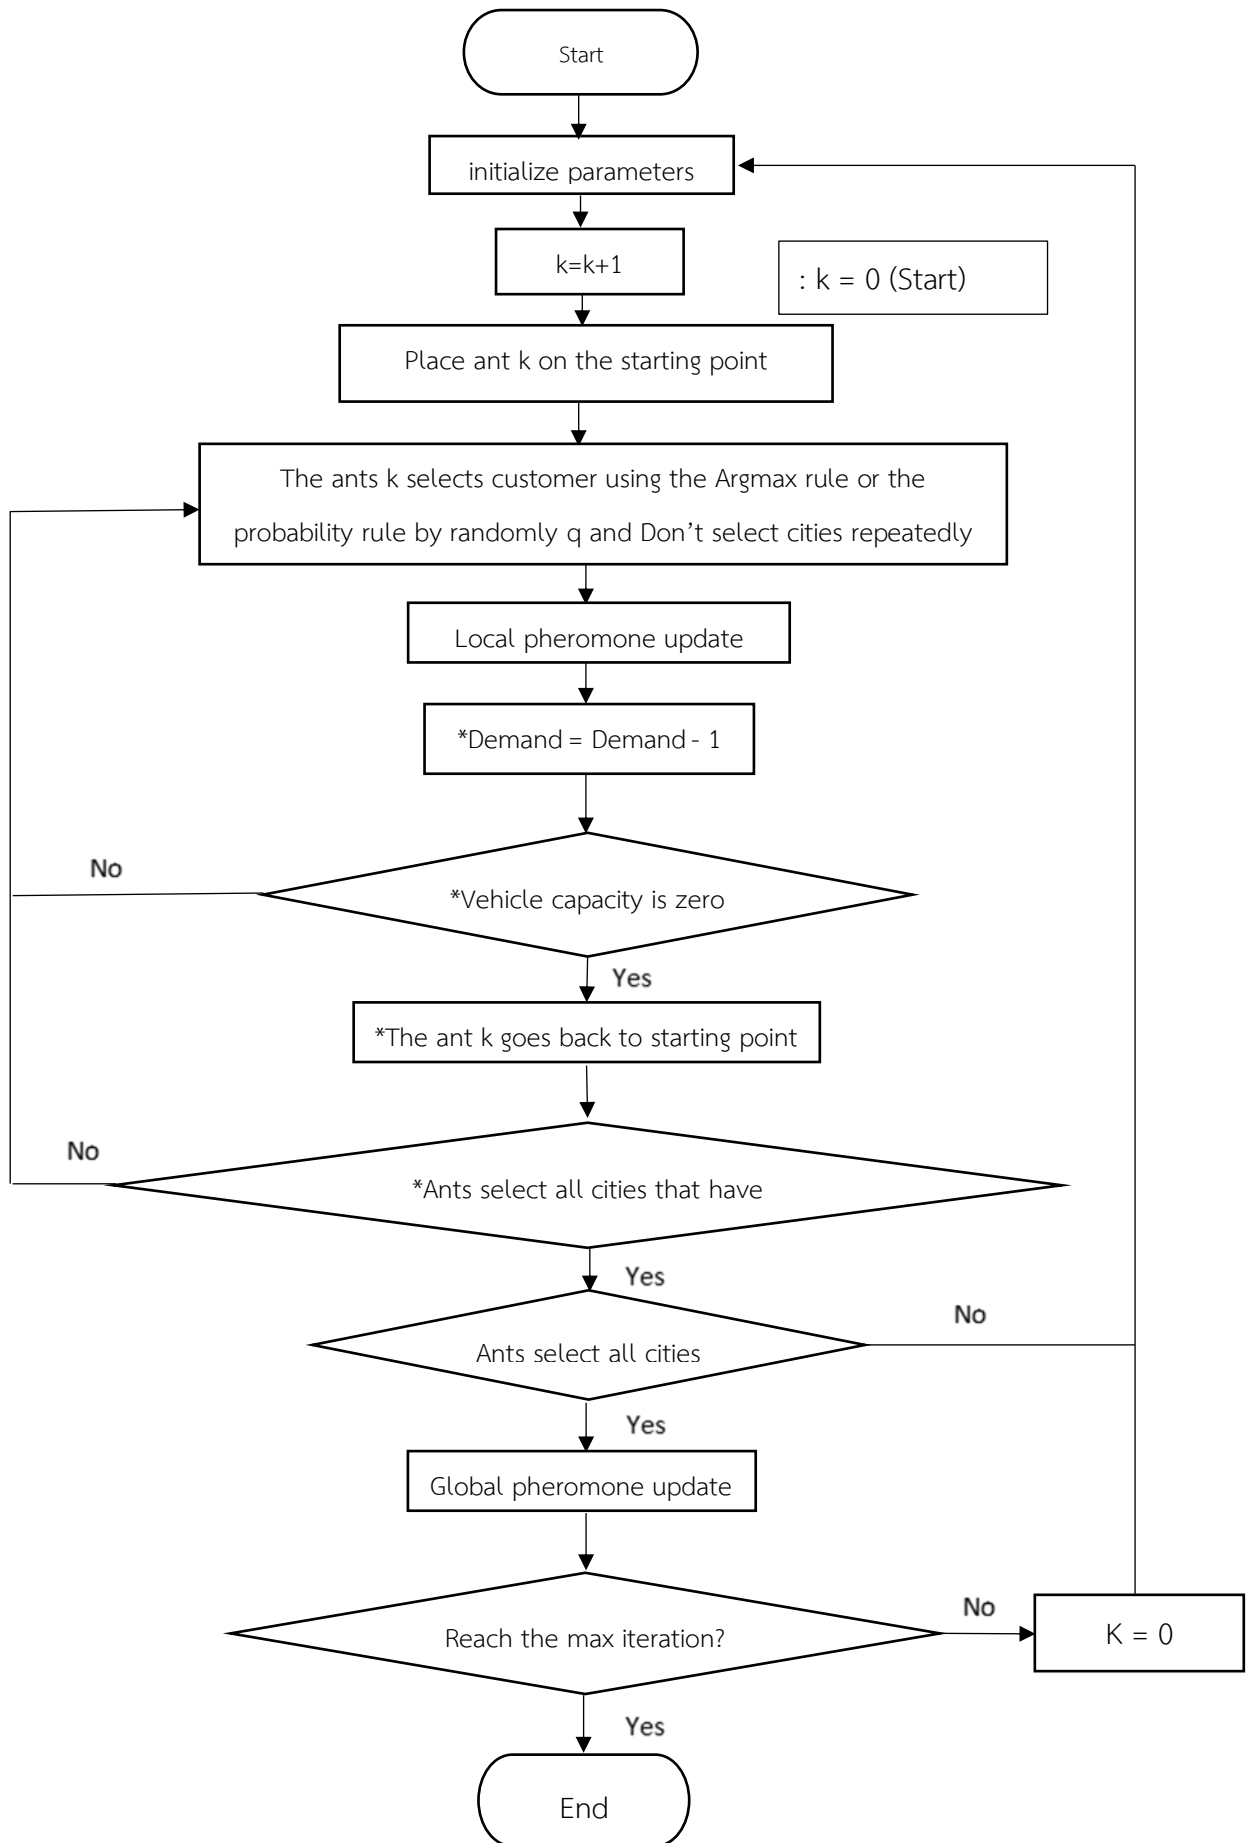 Start
initialize parameters
k=k+1
: k = 0 (Start)
Place ant k on the starting point
The ants k selects customer using the Argmax rule or the
probability rule by randomly q and Don't select cities repeatedly
Local pheromone update
*Demand = Demand - 1
No
*Vehicle capacity is zero
Yes
*The ant k goes back to starting point
No
*Ants select all cities that have
Yes
No
Ants select all cities
Yes
Global pheromone update
No
Reach the max iteration?
K = 0
Yes
End